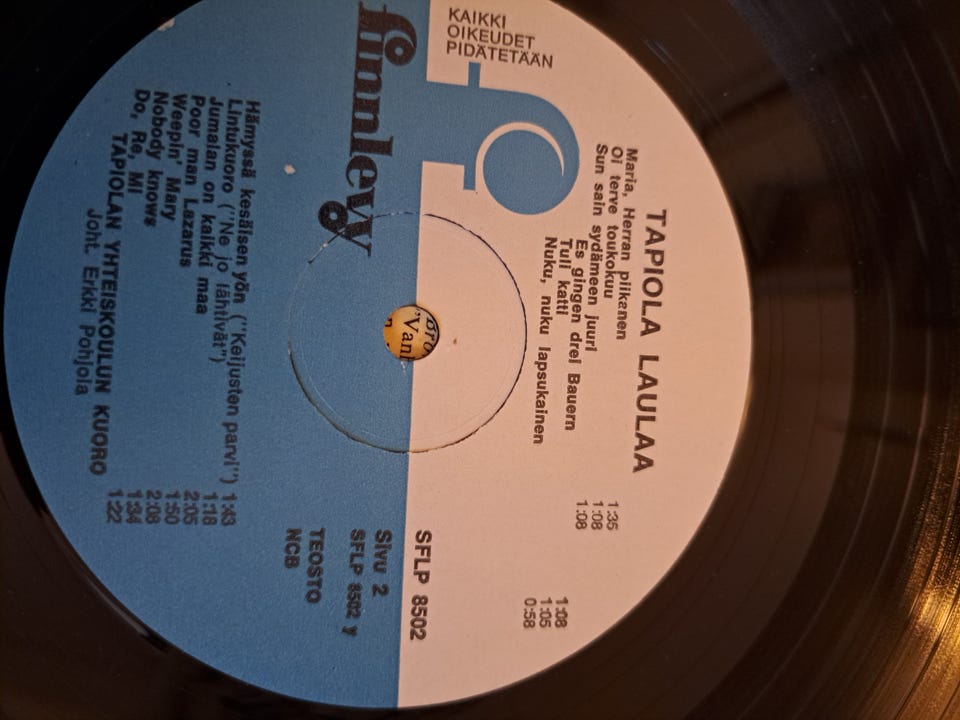 KAIKKI
OIKEUDET
PIDÄTETÄÄN
finnlevy
TAPIOLA LAULAA
Maria, Herran piikanen 1:35
Oi terve toukokuu 1:08
Sun sain sydämeen juuri 1:08
Es gingen drei Bauern 1:08
Tuli katti 1:05
Nuku, nuku lapsukainen 0:58
SFLP 8502
Sivu 2
SFLP 8502 y
TEOSTO
NCB
Hämyssä kesäisen yön ("Keijusten parvi") 1:43
Lintukuoro ("Ne jo lähtivät") 1:18
Jumalan on kaikki maa 2:05
Poor man Lazarus 1:50
Weepin' Mary 2:08
Nobody knows 1:34
Do, Re, Mi 1:22
TAPIOLAN YHTEISKOULUN KUORO
Joht. Erkki Pohjola